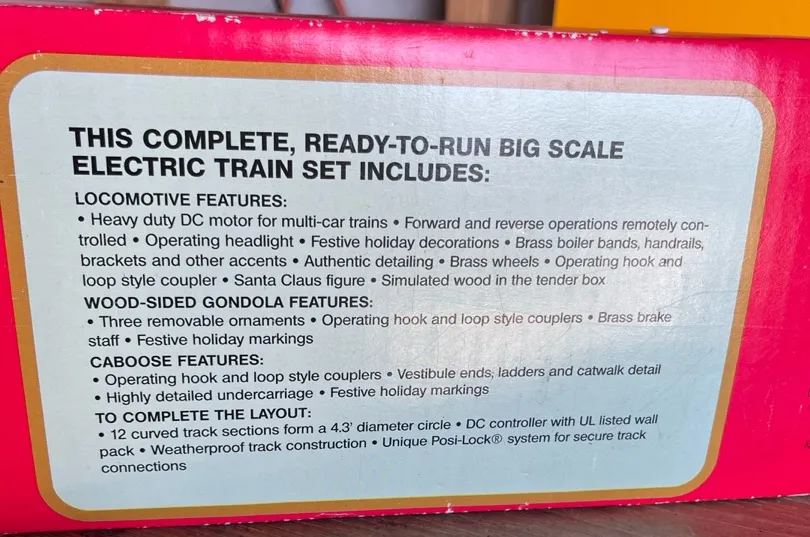 THIS COMPLETE, READY-TO-RUN BIG SCALE
ELECTRIC TRAIN SET INCLUDES:
LOCOMOTIVE FEATURES:
• Heavy duty DC motor for multi-car trains • Forward and reverse operations remotely con-
trolled • Operating headlight • Festive holiday decorations • Brass boiler bands, handrails,
brackets and other accents • Authentic detailing • Brass wheels • Operating hook and
loop style coupler • Santa Claus figure • Simulated wood in the tender box
WOOD-SIDED GONDOLA FEATURES:
• Three removable ornaments • Operating hook and loop style couplers • Brass brake
staff • Festive holiday markings
CABOOSE FEATURES:
• Operating hook and loop style couplers • Vestibule ends, ladders and catwalk detail
• Highly detailed undercarriage • Festive holiday markings
TO COMPLETE THE LAYOUT:
• 12 curved track sections form a 4.3' diameter circle • DC controller with UL listed wall
pack • Weatherproof track construction • Unique Posi-Lock® system for secure track
connections